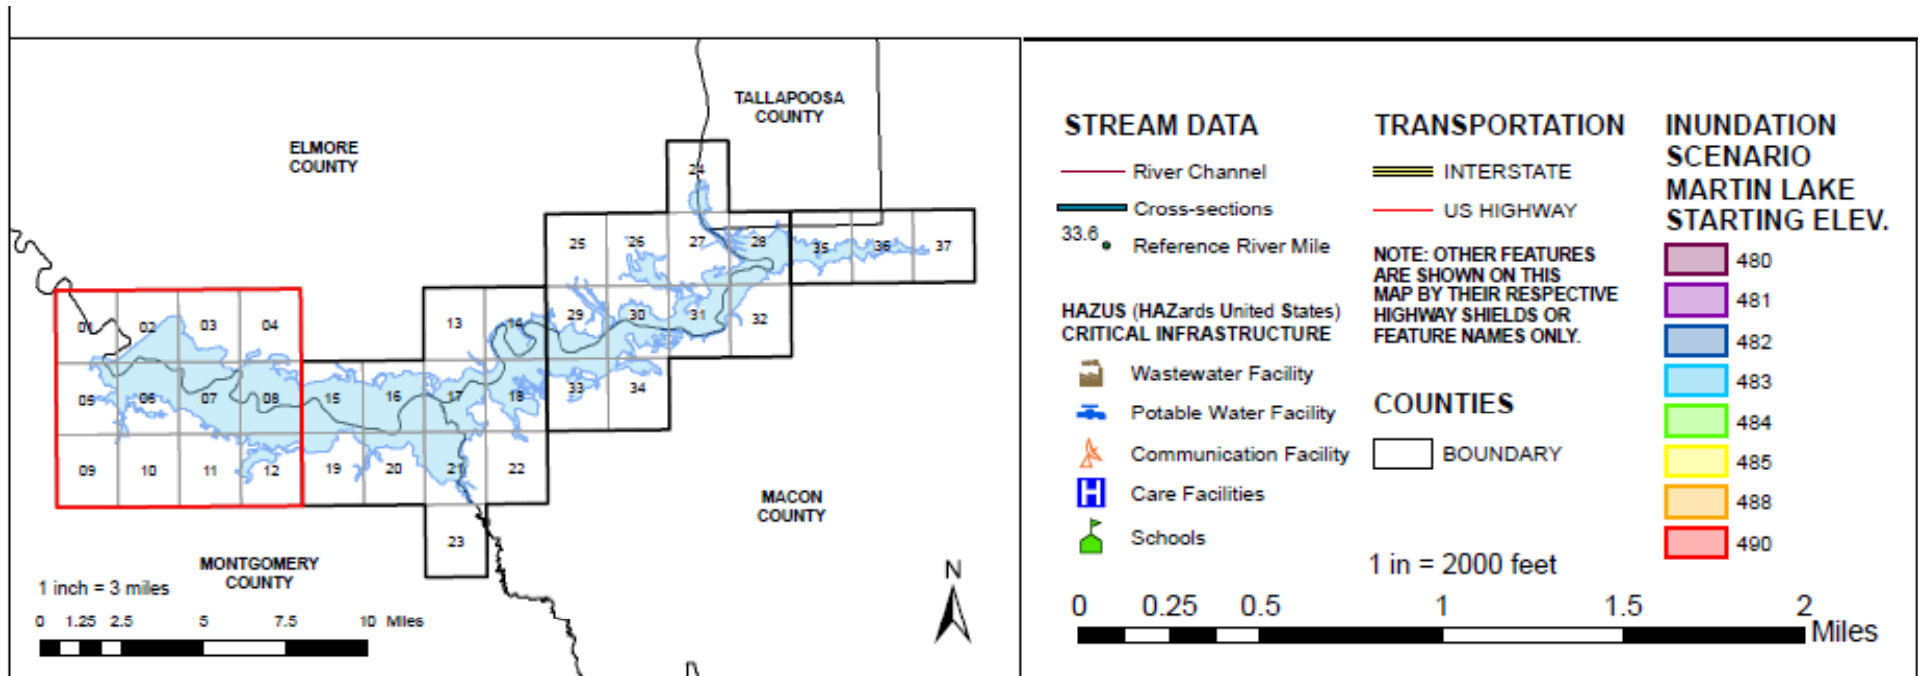 TALLAPOOSA
COUNTY
ELMORE
COUNTY
24
25
26
27
28
35
36
37
01
02
03
04
13
14
29
30
31
32
05
06
07
08
15
16
17
18
33
34
09
10
11
12
19
20
21
22
23
MACON
COUNTY
MONTGOMERY
COUNTY
1 inch = 3 miles
0 1.25 2.5 5 7.5 10 Miles
N
STREAM DATA
River Channel
Cross-sections
33.6
Reference River Mile
HAZUS (HAZards United States)
CRITICAL INFRASTRUCTURE
Wastewater Facility
Potable Water Facility
Communication Facility
H
Care Facilities
Schools
TRANSPORTATION
INTERSTATE
US HIGHWAY
NOTE: OTHER FEATURES
ARE SHOWN ON THIS
MAP BY THEIR RESPECTIVE
HIGHWAY SHIELDS OR
FEATURE NAMES ONLY.
COUNTIES
BOUNDARY
INUNDATION
SCENARIO
MARTIN LAKE
STARTING ELEV.
480
481
482
483
484
485
488
490
1 in = 2000 feet
0 0.25 0.5 1 1.5 2
Miles